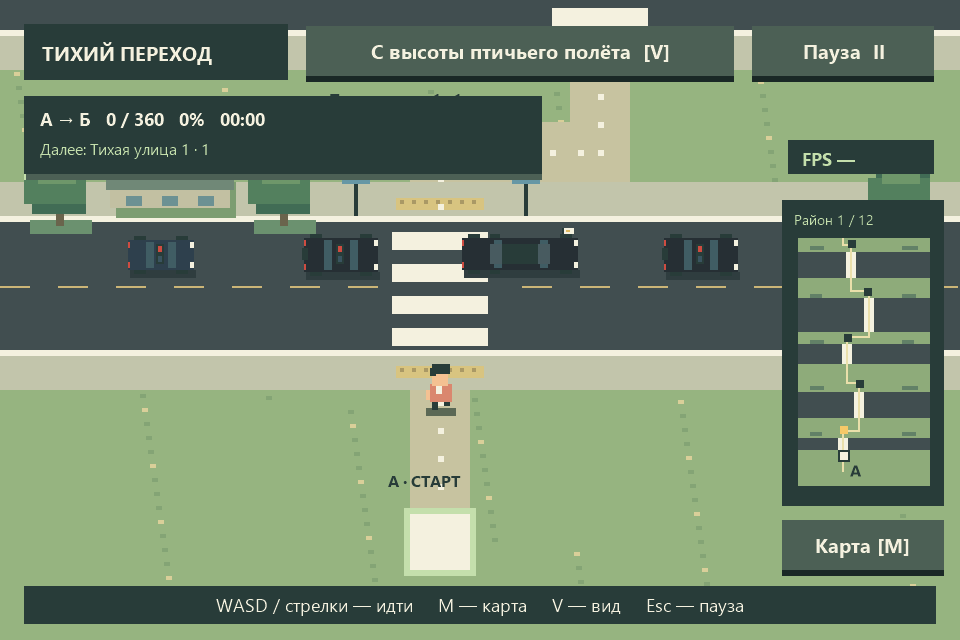 ТИХИЙ ПЕРЕХОД
С высоты птичьего полёта [V]
Пауза II
А → Б 0 / 360 0% 00:00
Далее: Тихая улица 1 · 1
FPS —
Район 1 / 12
А
А · СТАРТ
Карта [M]
WASD / стрелки — идти M — карта V — вид Esc — пауза